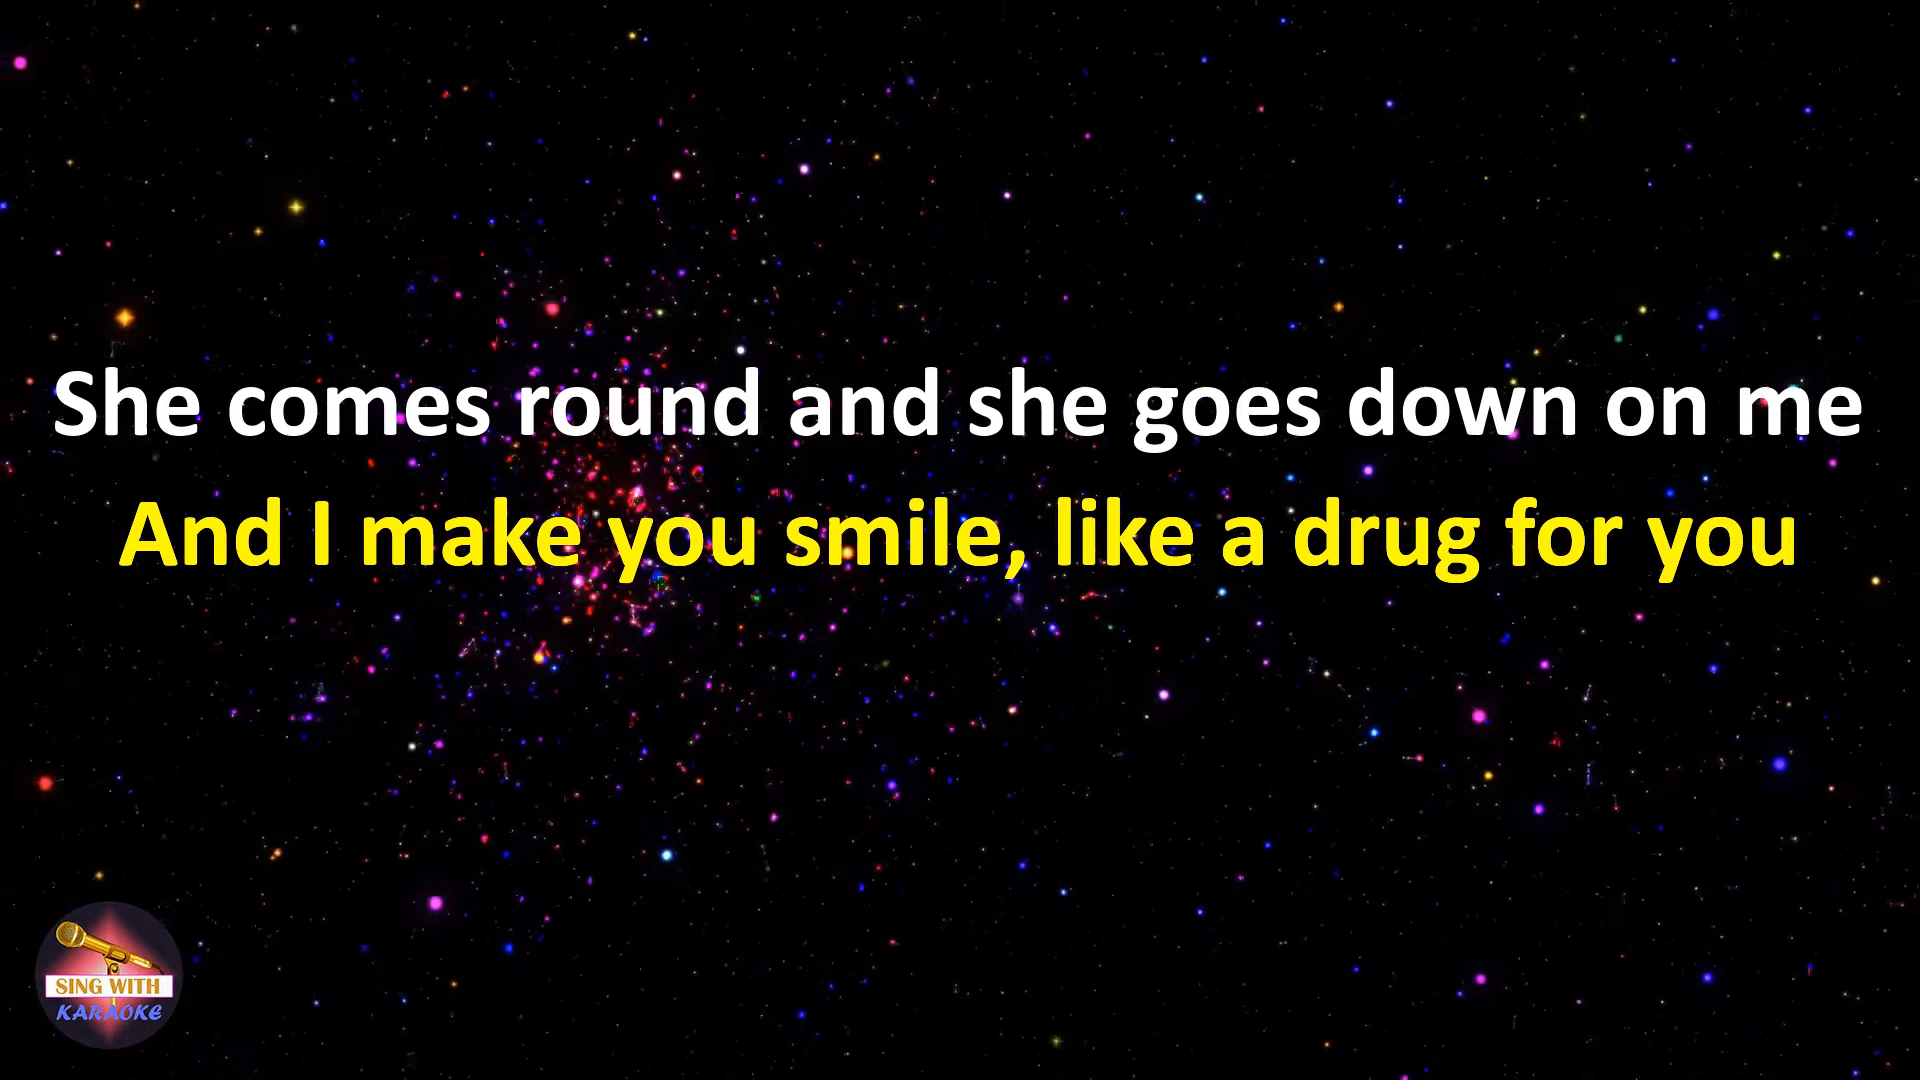 She comes round and she goes down on me
And I make you smile, like a drug for you
SING WITH
KARAOKE